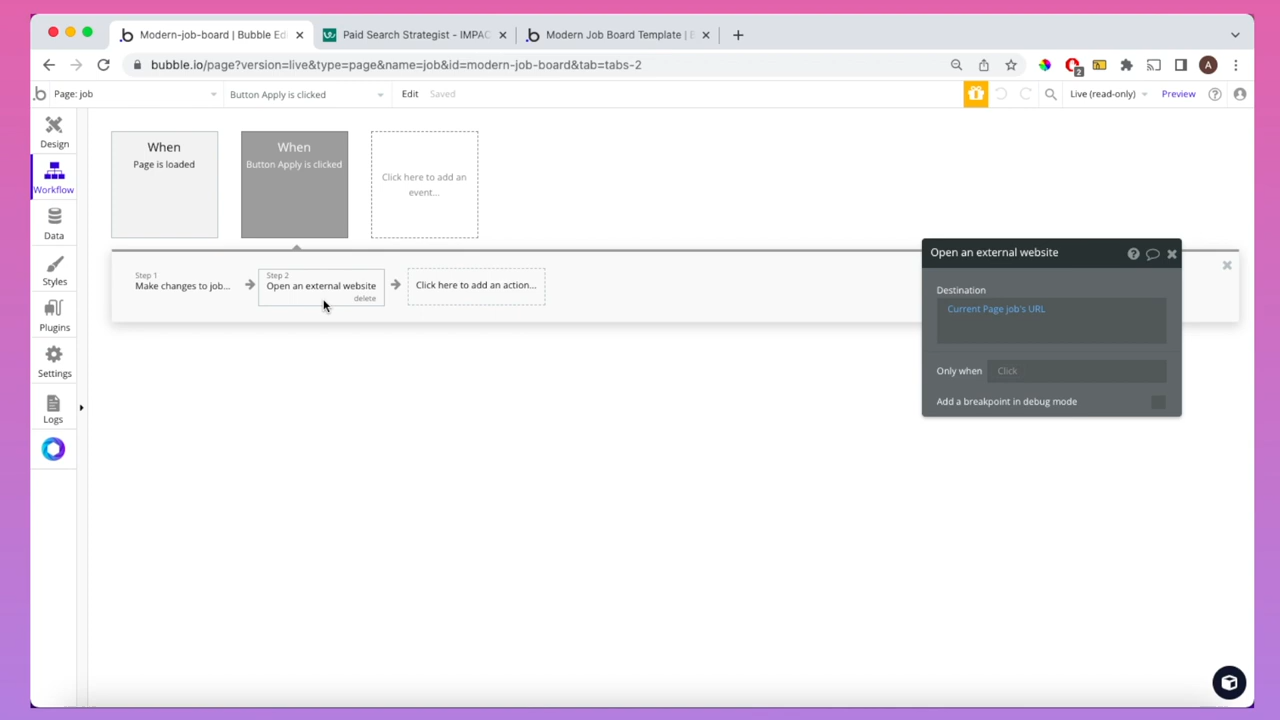 Modern-job-board | Bubble Edi
Paid Search Strategist - IMPAC
Modern Job Board Template | B
bubble.io/page?version=live&type=page&name=job&id=modern-job-board&tab=tabs-2
2
A
Page: job
Button Apply is clicked
Edit
Saved
Live (read-only)
Preview
Design
Workflow
Data
Styles
Plugins
Settings
Logs
When
Page is loaded
When
Button Apply is clicked
Click here to add an
event...
Step 1
Make changes to job...
Step 2
Open an external website
delete
Click here to add an action...
Open an external website
Destination
Current Page job's URL
Only when
Click
Add a breakpoint in debug mode